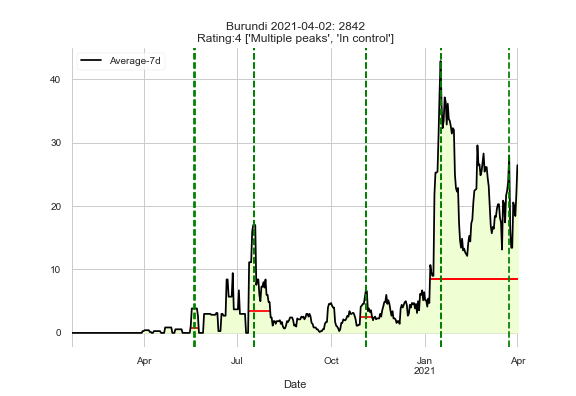 Burundi 2021-04-02: 2842
Rating:4 ['Multiple peaks', 'In control']
Average-7d
40
30
20
10
0
Apr
Jul
Oct
Jan
2021
Apr
Date